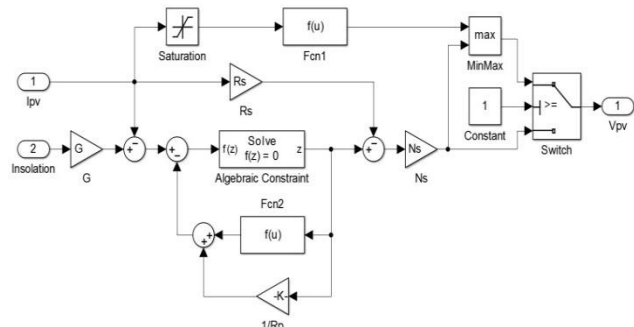 Saturation
f(u)
Fcn1
max
MinMax
1
Ipv
Rs
Rs
1
Constant
>=
Switch
1
Vpv
2
Insolation
G
G
f(z)
Solve
f(z) = 0
z
Algebraic Constraint
Ns
Ns
Fcn2
f(u)
-K-
1/Rp